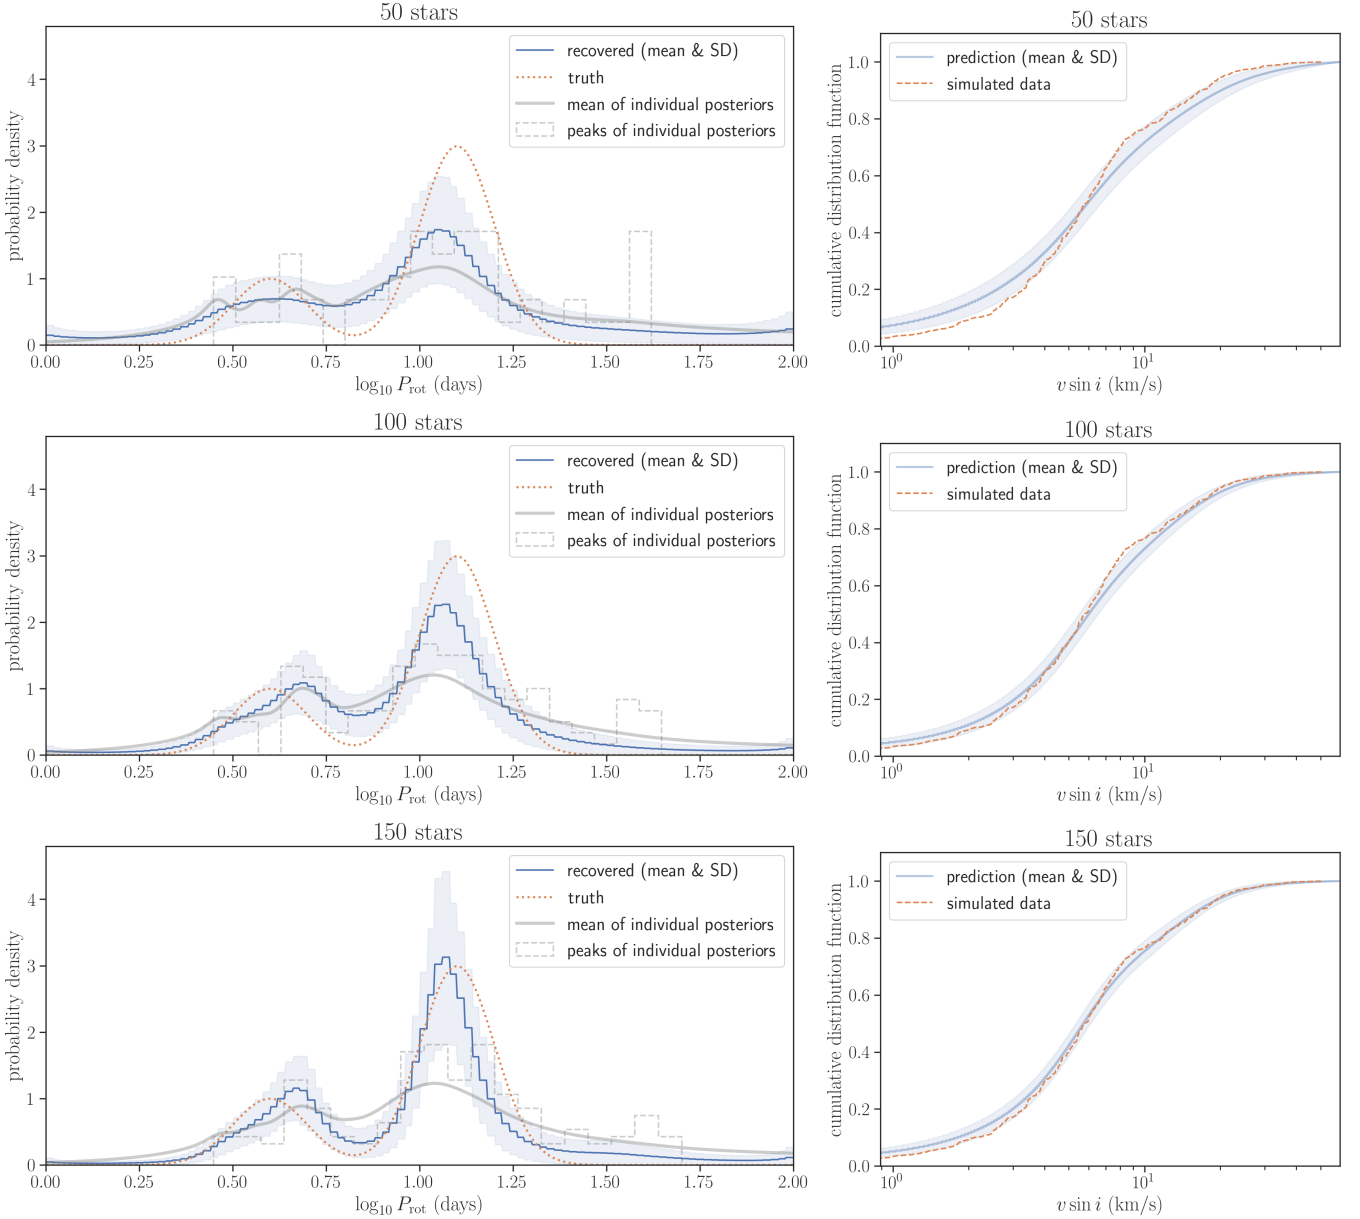 50 stars
probability density
4
3
2
1
0
0.00 0.25 0.50 0.75 1.00 1.25 1.50 1.75 2.00
log10 Prot (days)
recovered (mean & SD)
truth
mean of individual posteriors
peaks of individual posteriors
50 stars
cumulative distribution function
1.0
0.8
0.6
0.4
0.2
0.0
10^0 10^1
v sin i (km/s)
prediction (mean & SD)
simulated data
100 stars
probability density
4
3
2
1
0
0.00 0.25 0.50 0.75 1.00 1.25 1.50 1.75 2.00
log10 Prot (days)
recovered (mean & SD)
truth
mean of individual posteriors
peaks of individual posteriors
100 stars
cumulative distribution function
1.0
0.8
0.6
0.4
0.2
0.0
10^0 10^1
v sin i (km/s)
prediction (mean & SD)
simulated data
150 stars
probability density
4
3
2
1
0
0.00 0.25 0.50 0.75 1.00 1.25 1.50 1.75 2.00
log10 Prot (days)
recovered (mean & SD)
truth
mean of individual posteriors
peaks of individual posteriors
150 stars
cumulative distribution function
1.0
0.8
0.6
0.4
0.2
0.0
10^0 10^1
v sin i (km/s)
prediction (mean & SD)
simulated data